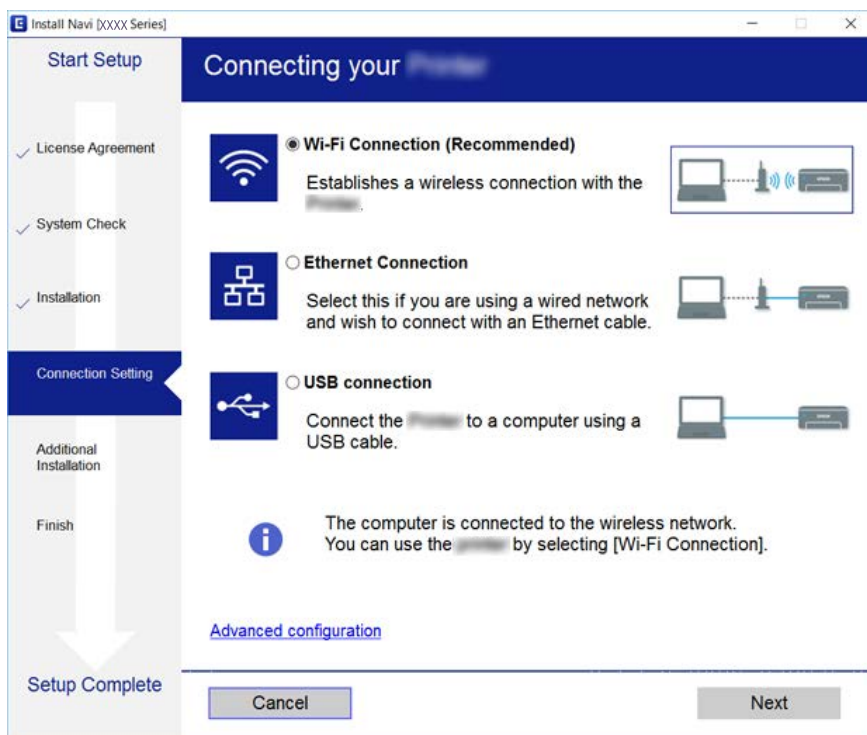 E Install Navi [XXXX Series]
Start Setup
License Agreement
System Check
Installation
Connection Setting
Additional
Installation
Finish
Setup Complete
Connecting your
Wi-Fi Connection (Recommended)
Establishes a wireless connection with the
.
Ethernet Connection
Select this if you are using a wired network
and wish to connect with an Ethernet cable.
USB connection
Connect the to a computer using a
USB cable.
The computer is connected to the wireless network.
You can use the by selecting [Wi-Fi Connection].
Advanced configuration
Cancel
Next